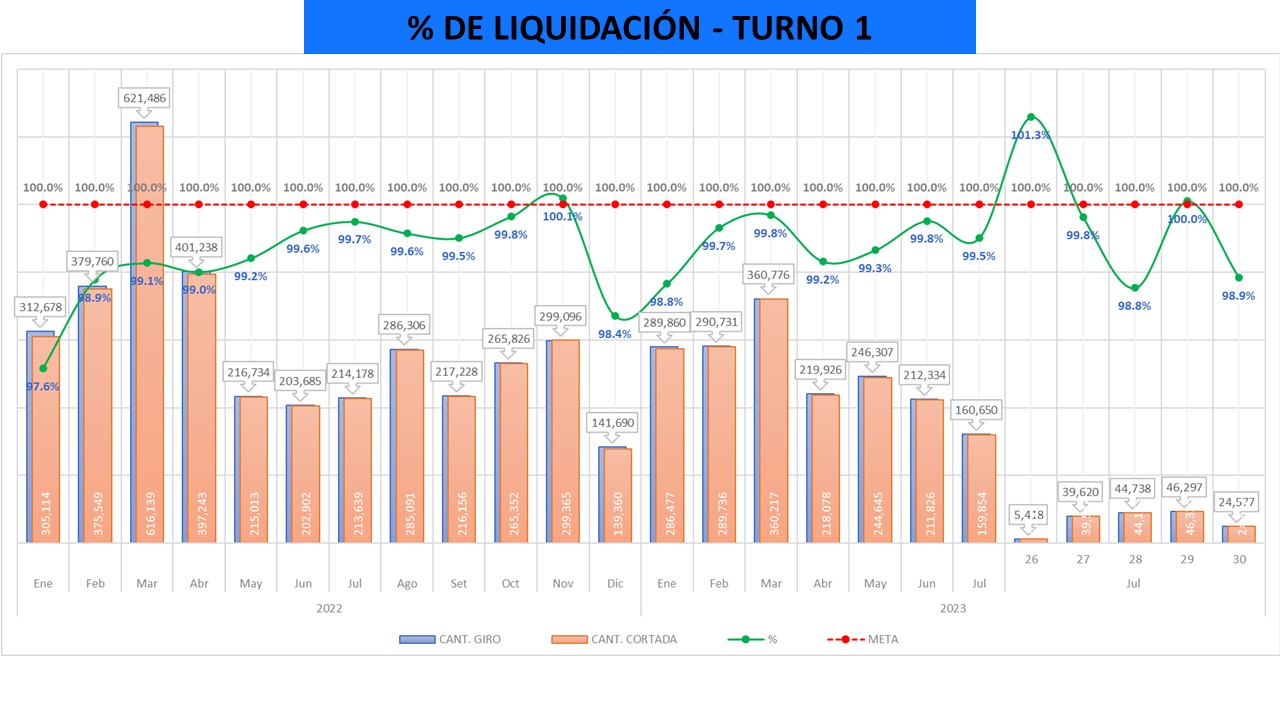 % DE LIQUIDACIÓN - TURNO 1
621,486
100.0% 100.0% 100.0% 100.0% 100.0% 100.0% 100.0% 100.0% 100.0% 100.0% 100.0% 100.0% 100.0% 100.0% 100.0% 100.0% 100.0% 100.0% 100.0% 100.0% 100.0% 100.0% 100.0% 100.0%
101.3%
97.6% 98.9% 99.1% 99.0% 99.2% 99.6% 99.7% 99.6% 99.5% 99.8% 100.1% 98.4% 98.8% 99.7% 99.8% 99.2% 99.3% 99.8% 99.5% 99.8% 98.8% 100.0% 98.9%
312,678 379,760 401,238 216,734 203,685 214,178 286,306 217,228 265,826 299,096 141,690 289,860 290,731 360,776 219,926 246,307 212,334 160,650 5,418 39,620 44,738 46,297 24,577
305,114 375,549 616,139 397,243 215,013 202,902 213,639 285,091 216,156 265,352 299,365 139,360 286,477 289,736 360,217 218,078 244,645 211,826 159,854
26 27 28 29 30
Ene Feb Mar Abr May Jun Jul Ago Set Oct Nov Dic Ene Feb Mar Abr May Jun Jul Jul
2022 2023
CANT. GIRO CANT. CORTADA % META